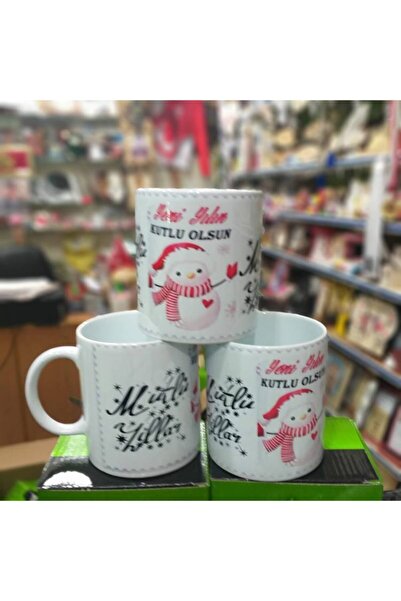 Yeni Yılın
KUTLU OLSUN
Mutlu
Yıllar
Mutlu
Yıllar
Yeni Yılın
KUTLU OLSUN